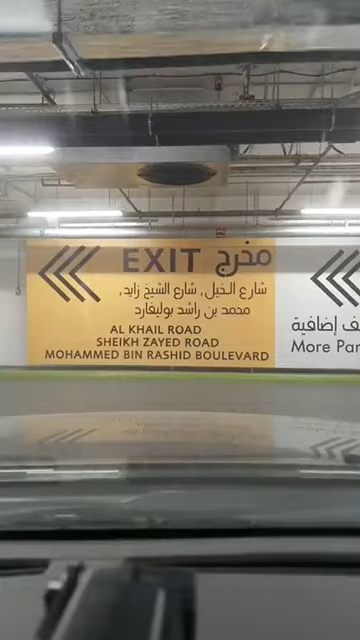 EXIT مخرج
شارع الخيل, شارع الشيخ زايد,
محمد بن راشد بوليفارد
AL KHAIL ROAD
SHEIKH ZAYED ROAD
MOHAMMED BIN RASHID BOULEVARD
إضافية
More